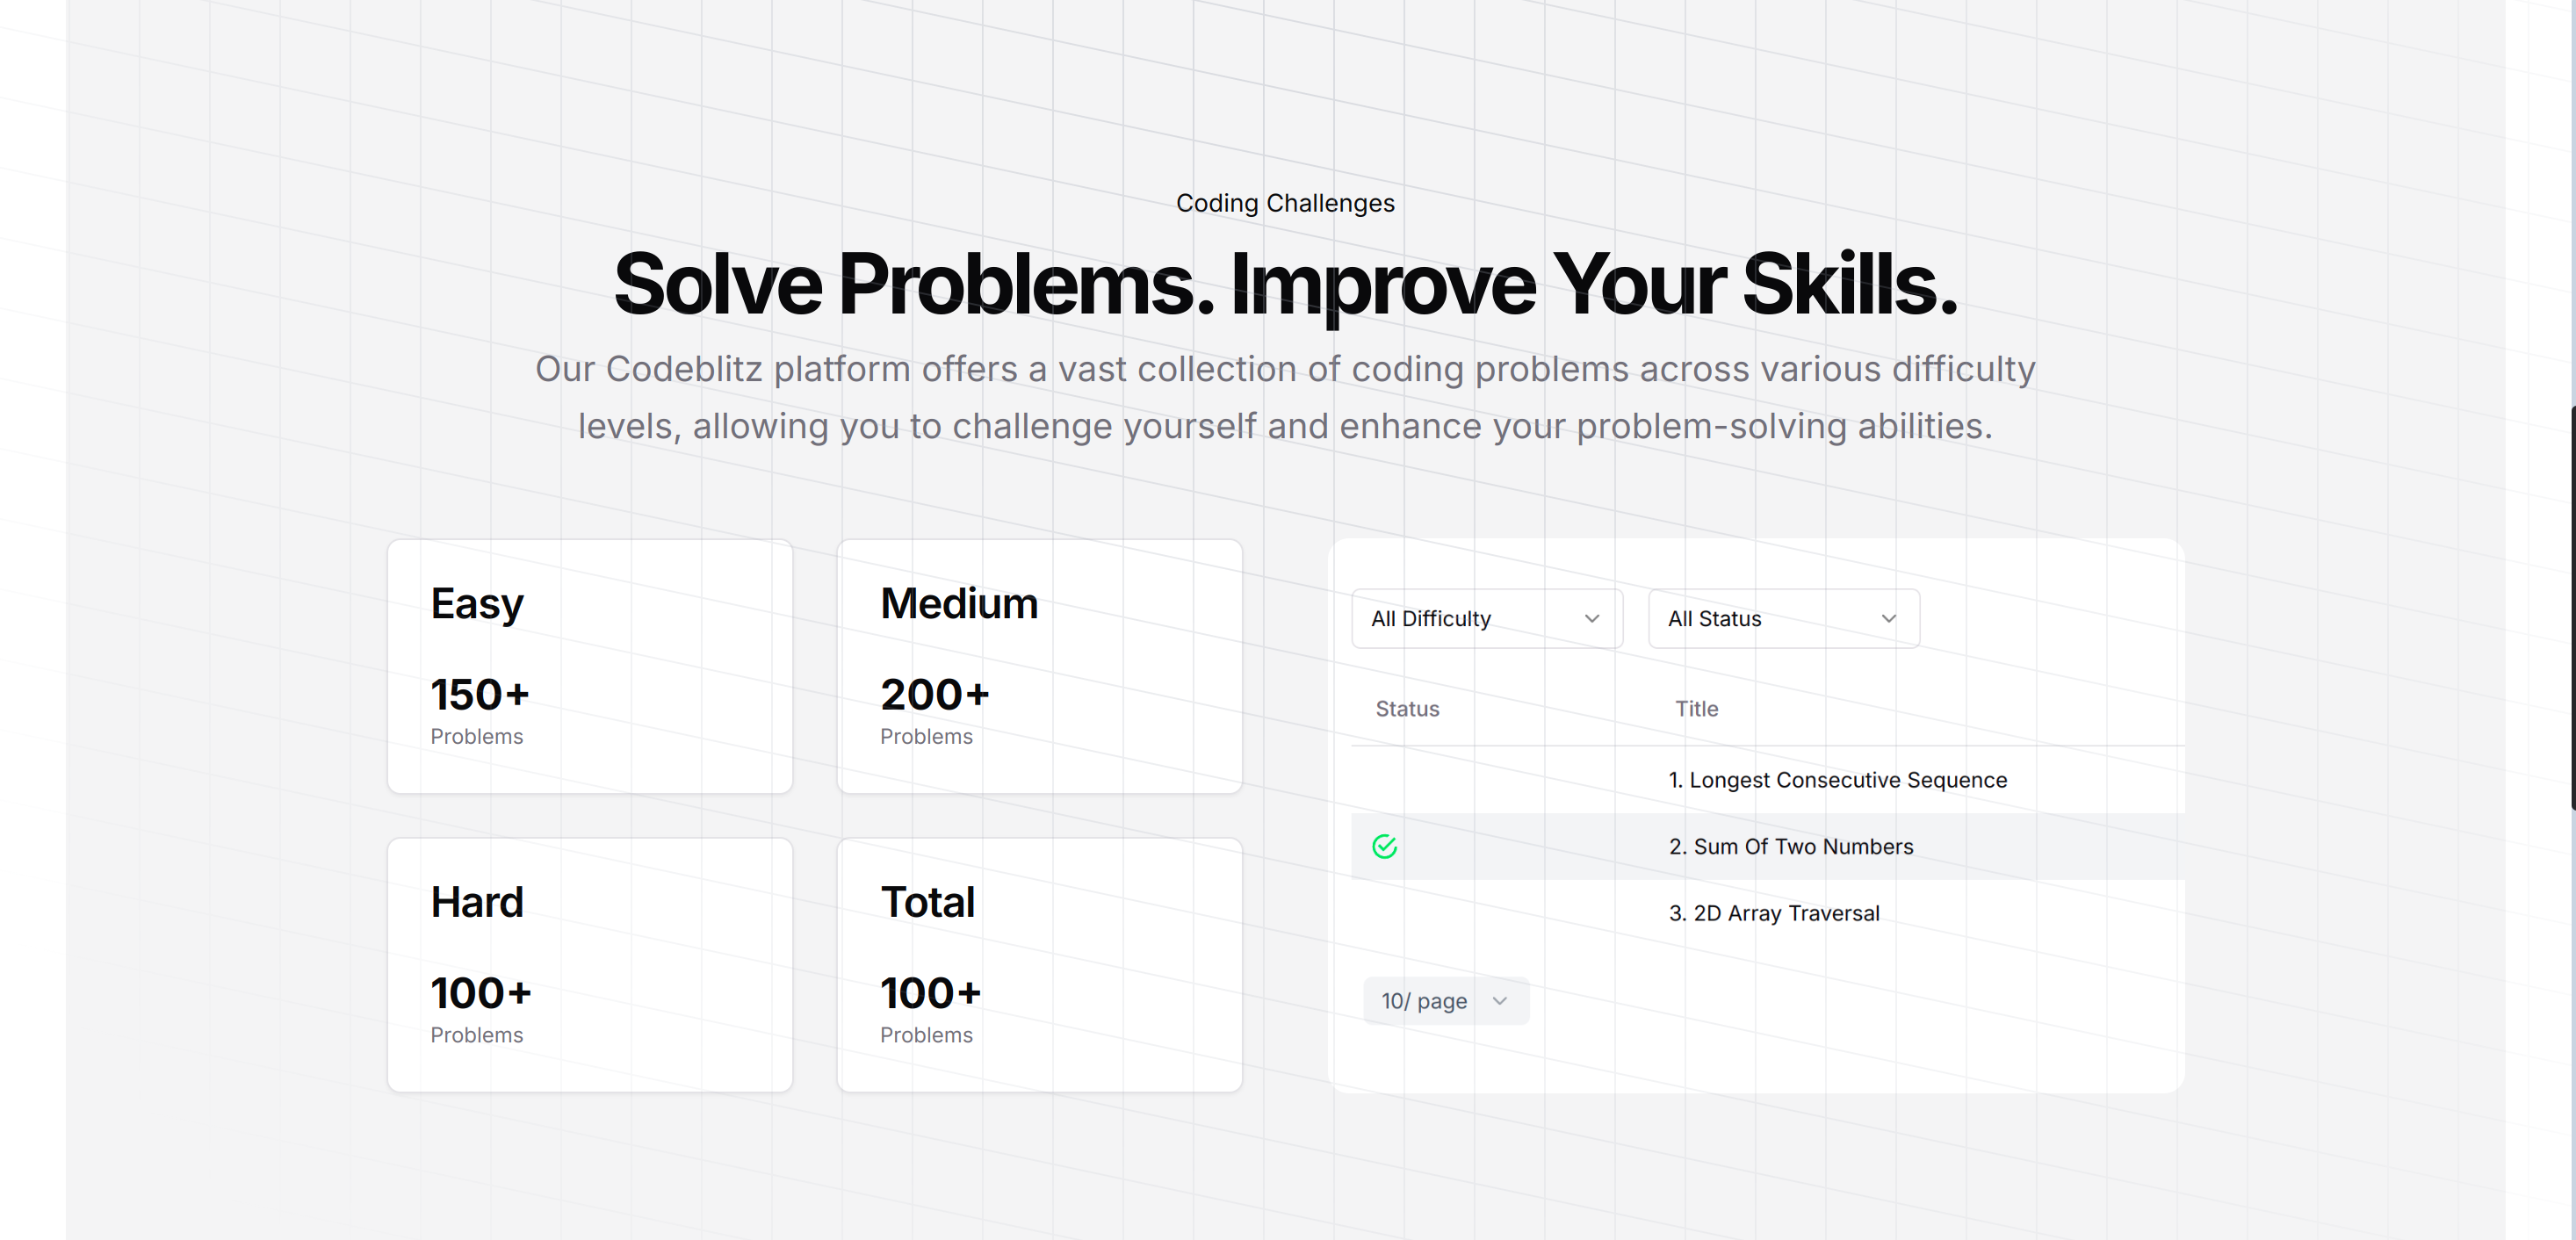 Coding Challenges
Solve Problems. Improve Your Skills.
Our Codeblitz platform offers a vast collection of coding problems across various difficulty
levels, allowing you to challenge yourself and enhance your problem-solving abilities.
Easy
150+
Problems
Medium
200+
Problems
Hard
100+
Problems
Total
100+
Problems
All Difficulty
All Status
Status
Title
1. Longest Consecutive Sequence
2. Sum Of Two Numbers
3. 2D Array Traversal
10/ page